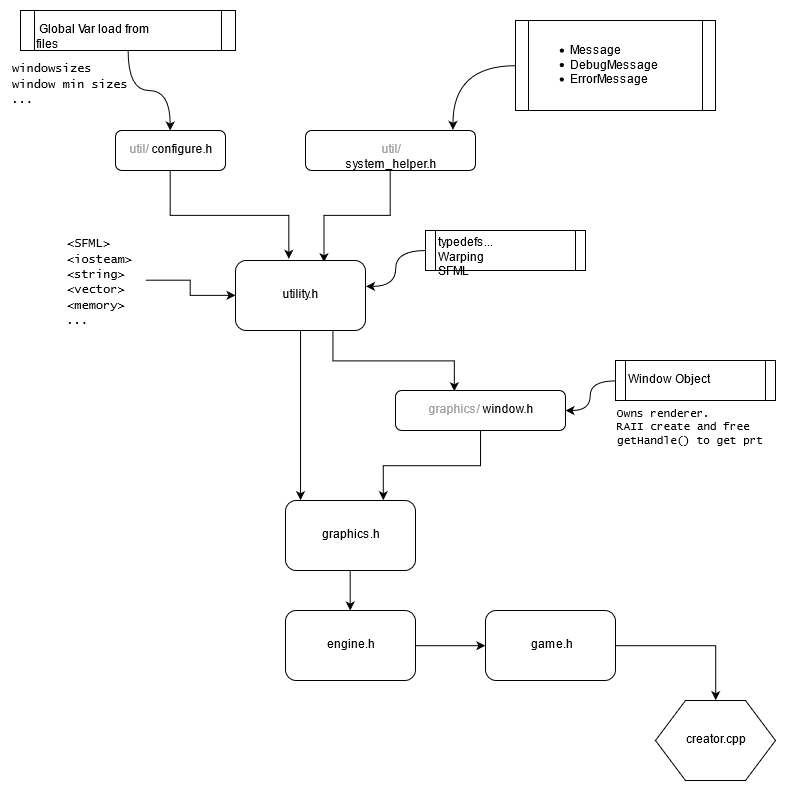 Global Var load from
files
windowsizes
window min sizes
...
• Message
• DebugMessage
• ErrorMessage
util/ configure.h
util/
system_helper.h
<SFML>
<iosteam>
<string>
<vector>
<memory>
...
typedefs...
Warping
SFML
utility.h
graphics/ window.h
Window Object
Owns renderer.
RAII create and free
getHandle() to get prt
graphics.h
engine.h
game.h
creator.cpp